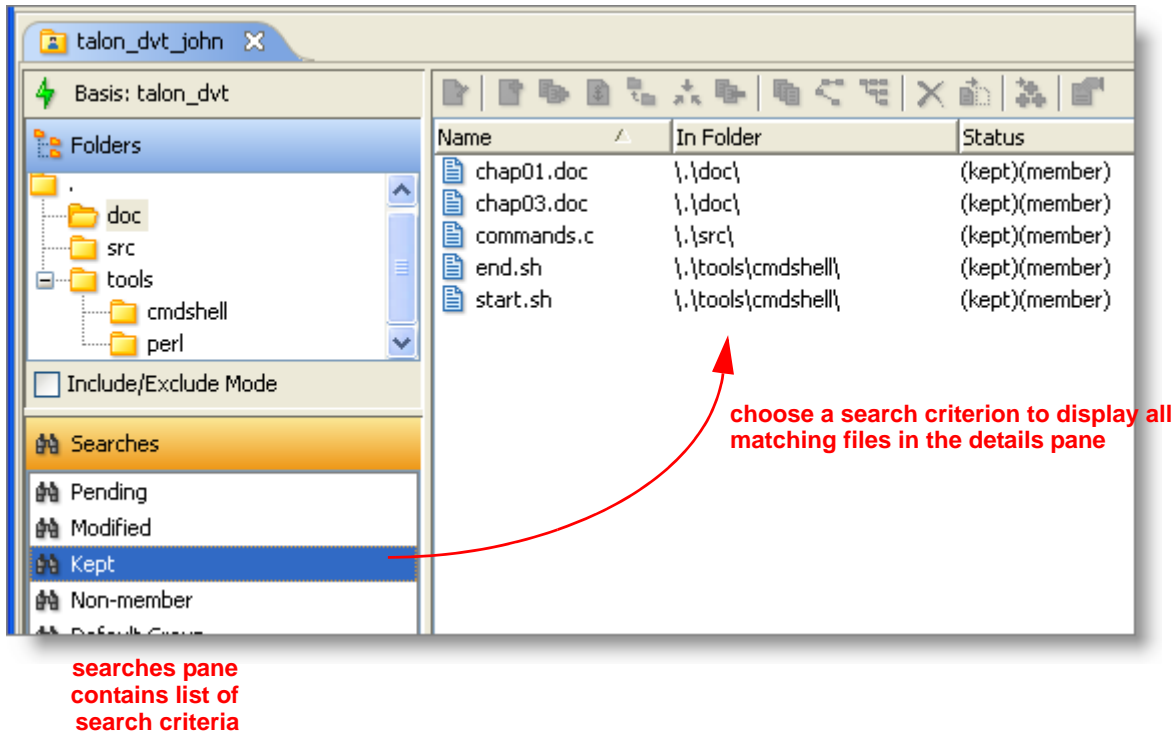 talon_dvt_john
Basis: talon_dvt
Folders
.
doc
src
tools
cmdshell
perl
Include/Exclude Mode
Searches
Pending
Modified
Kept
Non-member
Default Group
Name In Folder Status
chap01.doc \.\doc\ (kept)(member)
chap03.doc \.\doc\ (kept)(member)
commands.c \.\src\ (kept)(member)
end.sh \.\tools\cmdshell\ (kept)(member)
start.sh \.\tools\cmdshell\ (kept)(member)
choose a search criterion to display all
matching files in the details pane
searches pane
contains list of
search criteria